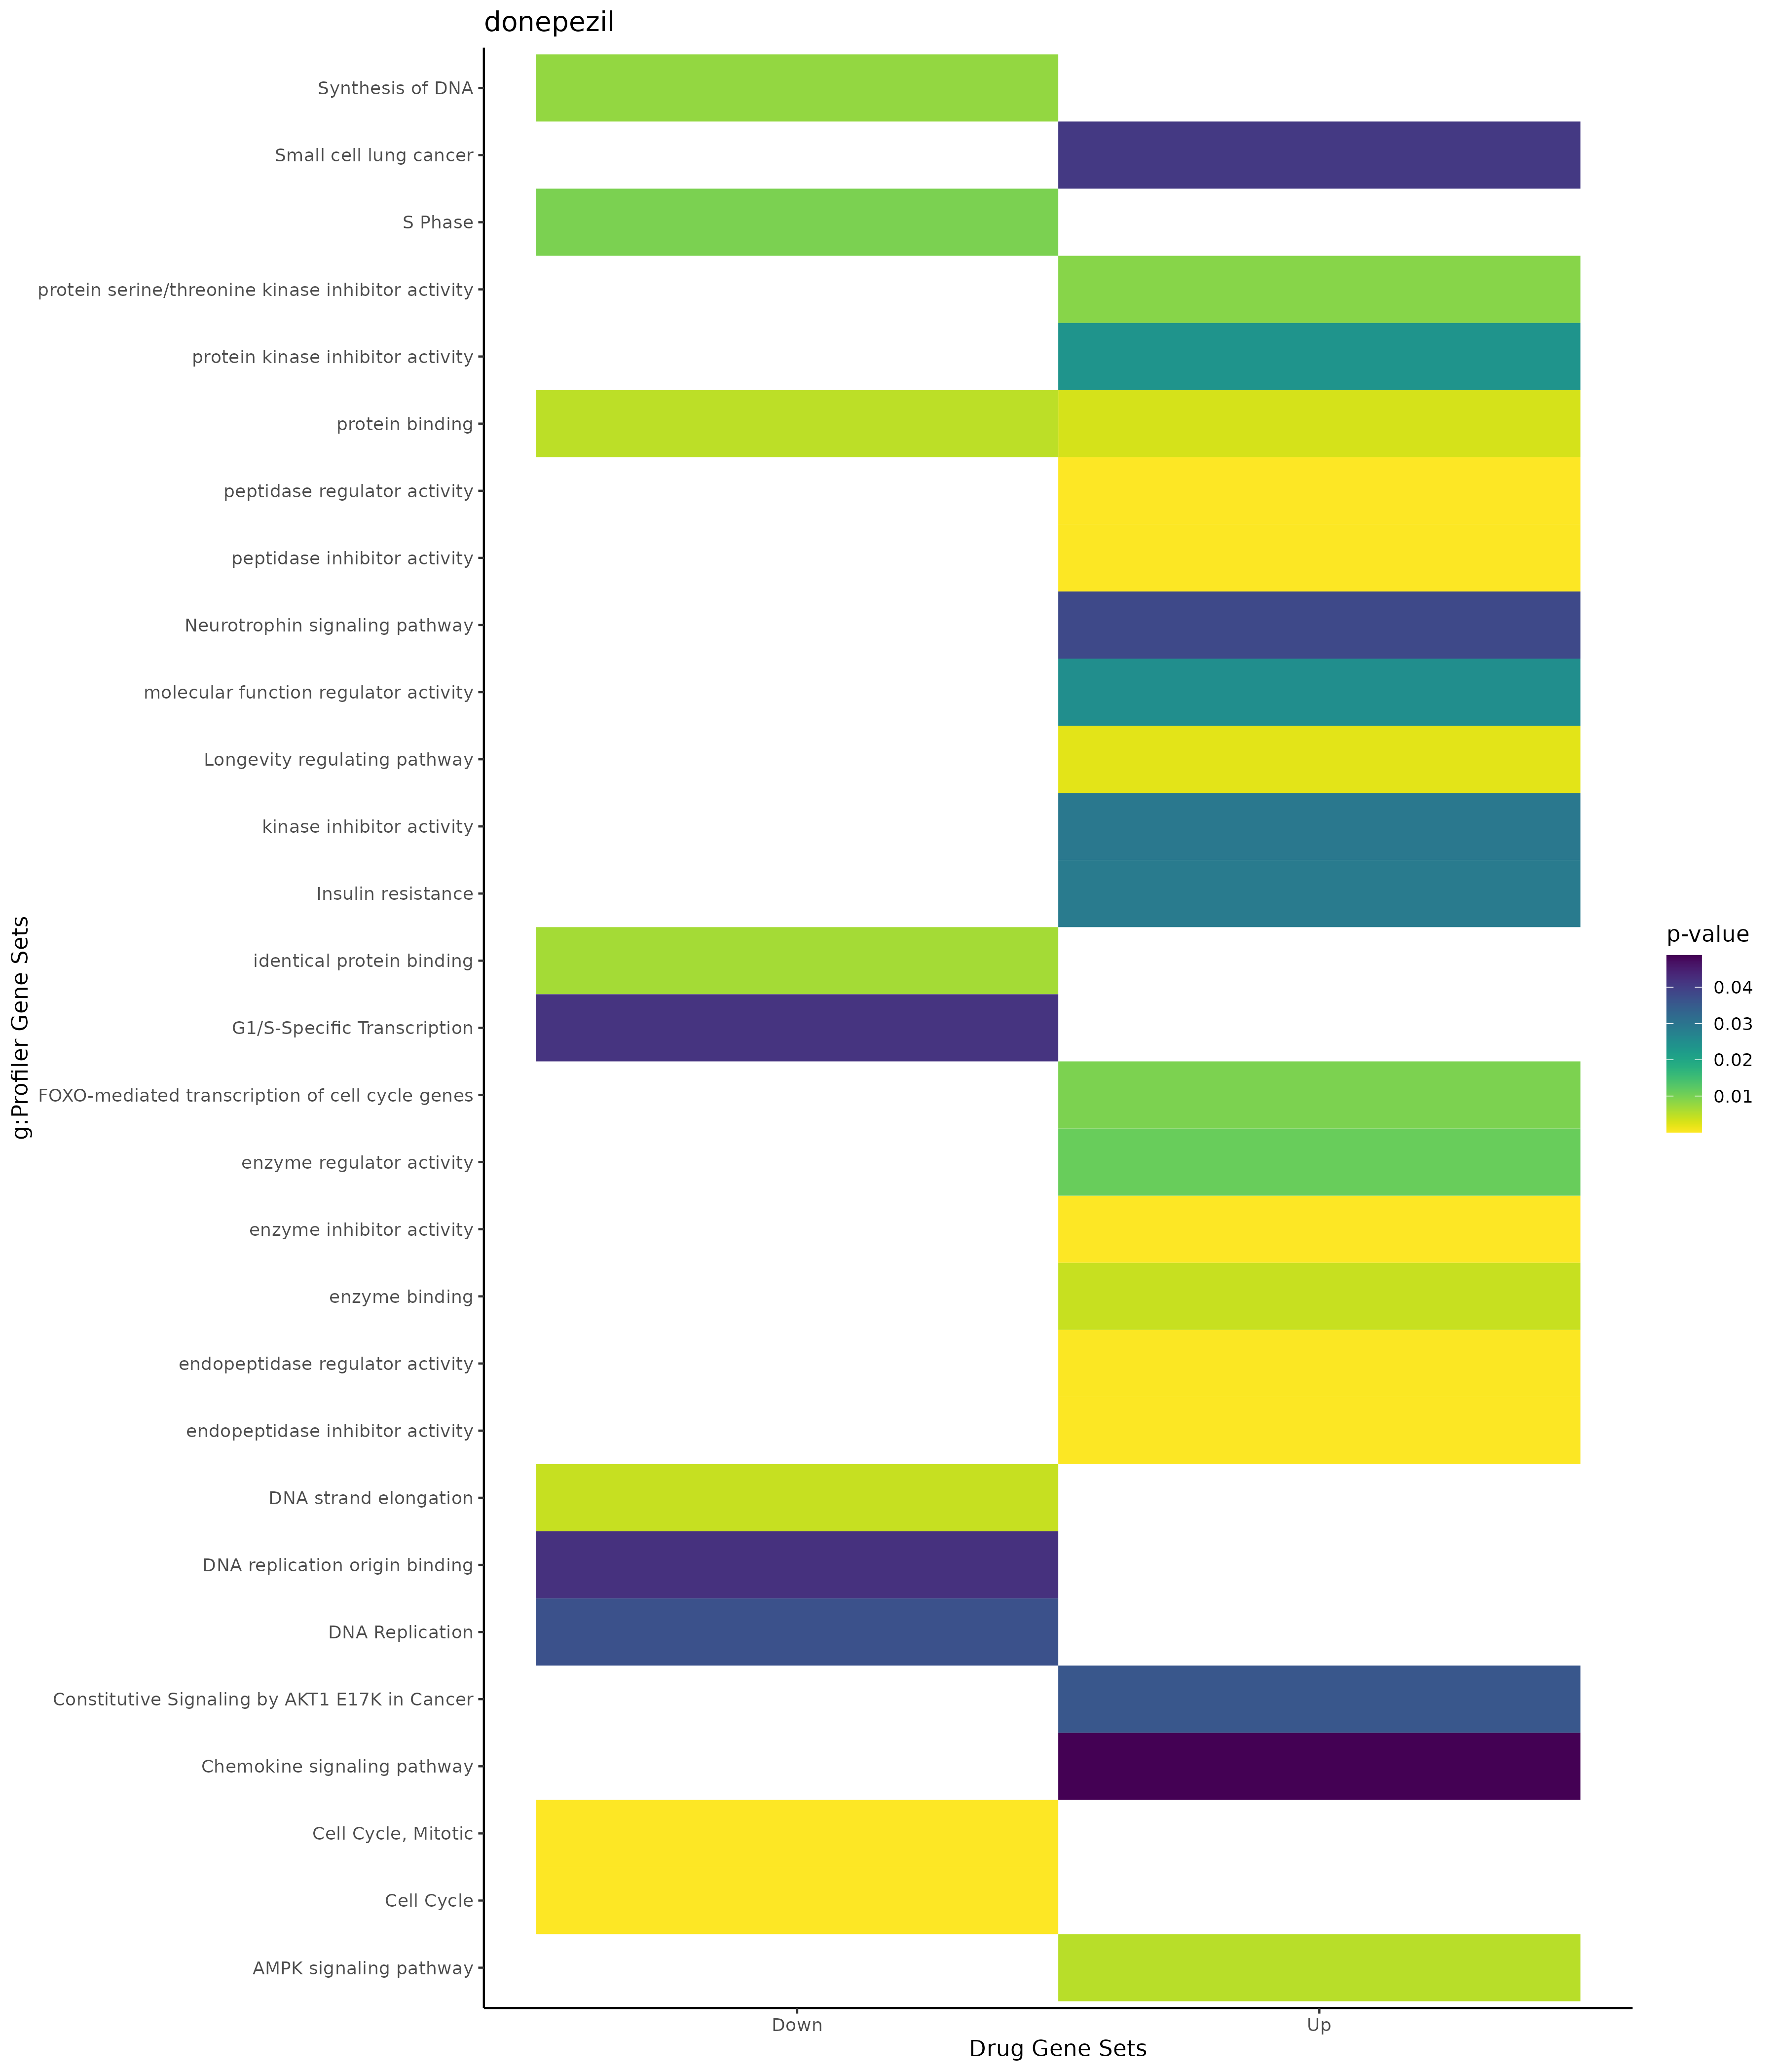 donepezil
Synthesis of DNA
Small cell lung cancer
S Phase
protein serine/threonine kinase inhibitor activity
protein kinase inhibitor activity
protein binding
peptidase regulator activity
peptidase inhibitor activity
Neurotrophin signaling pathway
molecular function regulator activity
Longevity regulating pathway
kinase inhibitor activity
Insulin resistance
identical protein binding
G1/S-Specific Transcription
FOXO-mediated transcription of cell cycle genes
enzyme regulator activity
enzyme inhibitor activity
enzyme binding
endopeptidase regulator activity
endopeptidase inhibitor activity
DNA strand elongation
DNA replication origin binding
DNA Replication
Constitutive Signaling by AKT1 E17K in Cancer
Chemokine signaling pathway
Cell Cycle, Mitotic
Cell Cycle
AMPK signaling pathway
g:Profiler Gene Sets
Down
Up
Drug Gene Sets
p-value
0.04
0.03
0.02
0.01